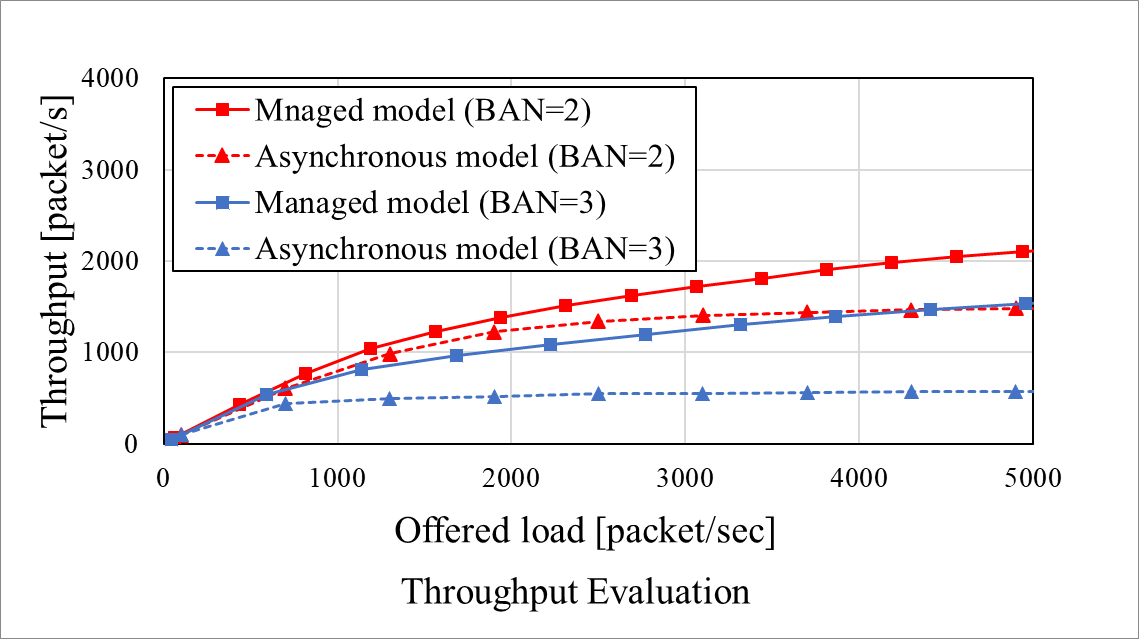 4000
3000
2000
1000
0
Throughput [packet/s]
Mnaged model (BAN=2)
Asynchronous model (BAN=2)
Managed model (BAN=3)
Asynchronous model (BAN=3)
0 1000 2000 3000 4000 5000
Offered load [packet/sec]
Throughput Evaluation